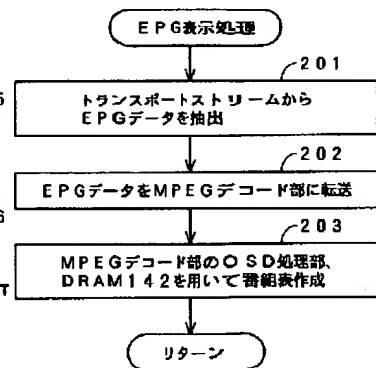 EPG表示処理
201
トランスポートストリームから
EPGデータを抽出
202
EPGデータをMPEGデコード部に転送
203
MPEGデコード部のOSD処理部、
DRAM142を用いて番組表作成
リターン